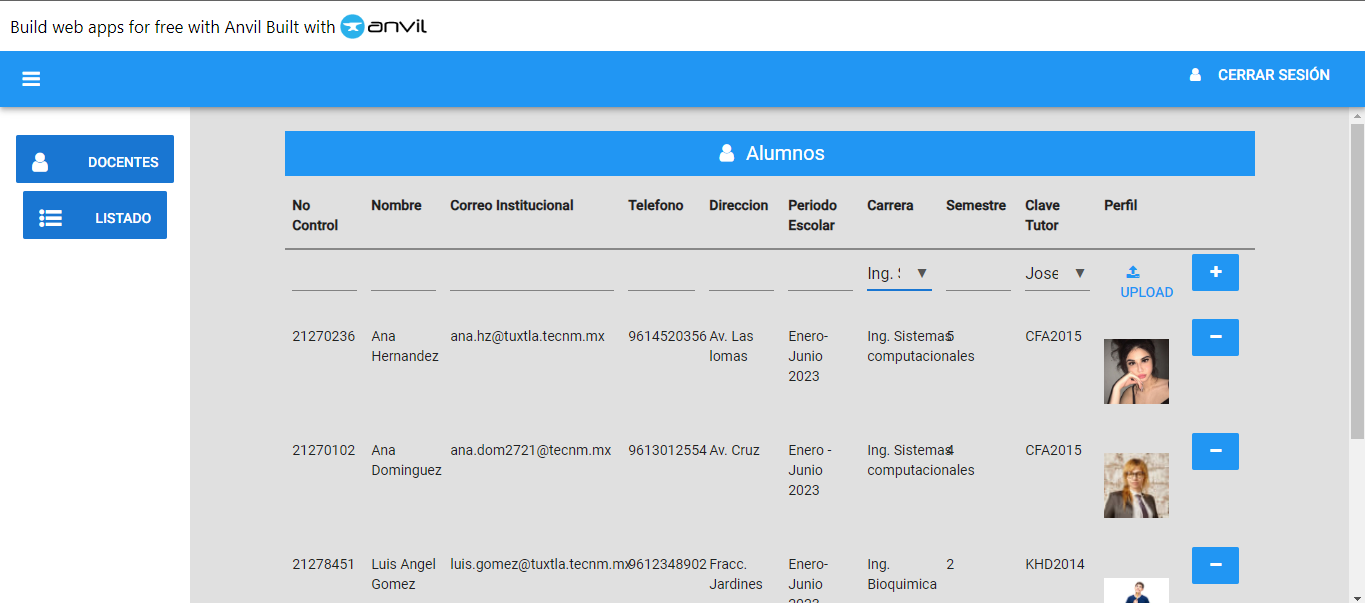 Build web apps for free with Anvil Built with anvil
CERRAR SESIÓN
DOCENTES
LISTADO
Alumnos
No Control Nombre Correo Institucional Telefono Direccion Periodo Escolar Carrera Semestre Clave Tutor Perfil
Ing. Jose
UPLOAD
21270236 Ana Hernandez ana.hz@tuxtla.tecnm.mx 9614520356 Av. Las lomas Enero-Junio 2023 Ing. Sistemas computacionales 5 CFA2015
21270102 Ana Dominguez ana.dom2721@tecnm.mx 9613012554 Av. Cruz Enero - Junio 2023 Ing. Sistemas computacionales 4 CFA2015
21278451 Luis Angel Gomez luis.gomez@tuxtla.tecnm.mx 9612348902 Fracc. Jardines Enero-Junio 2023 Ing. Bioquimica 2 KHD2014